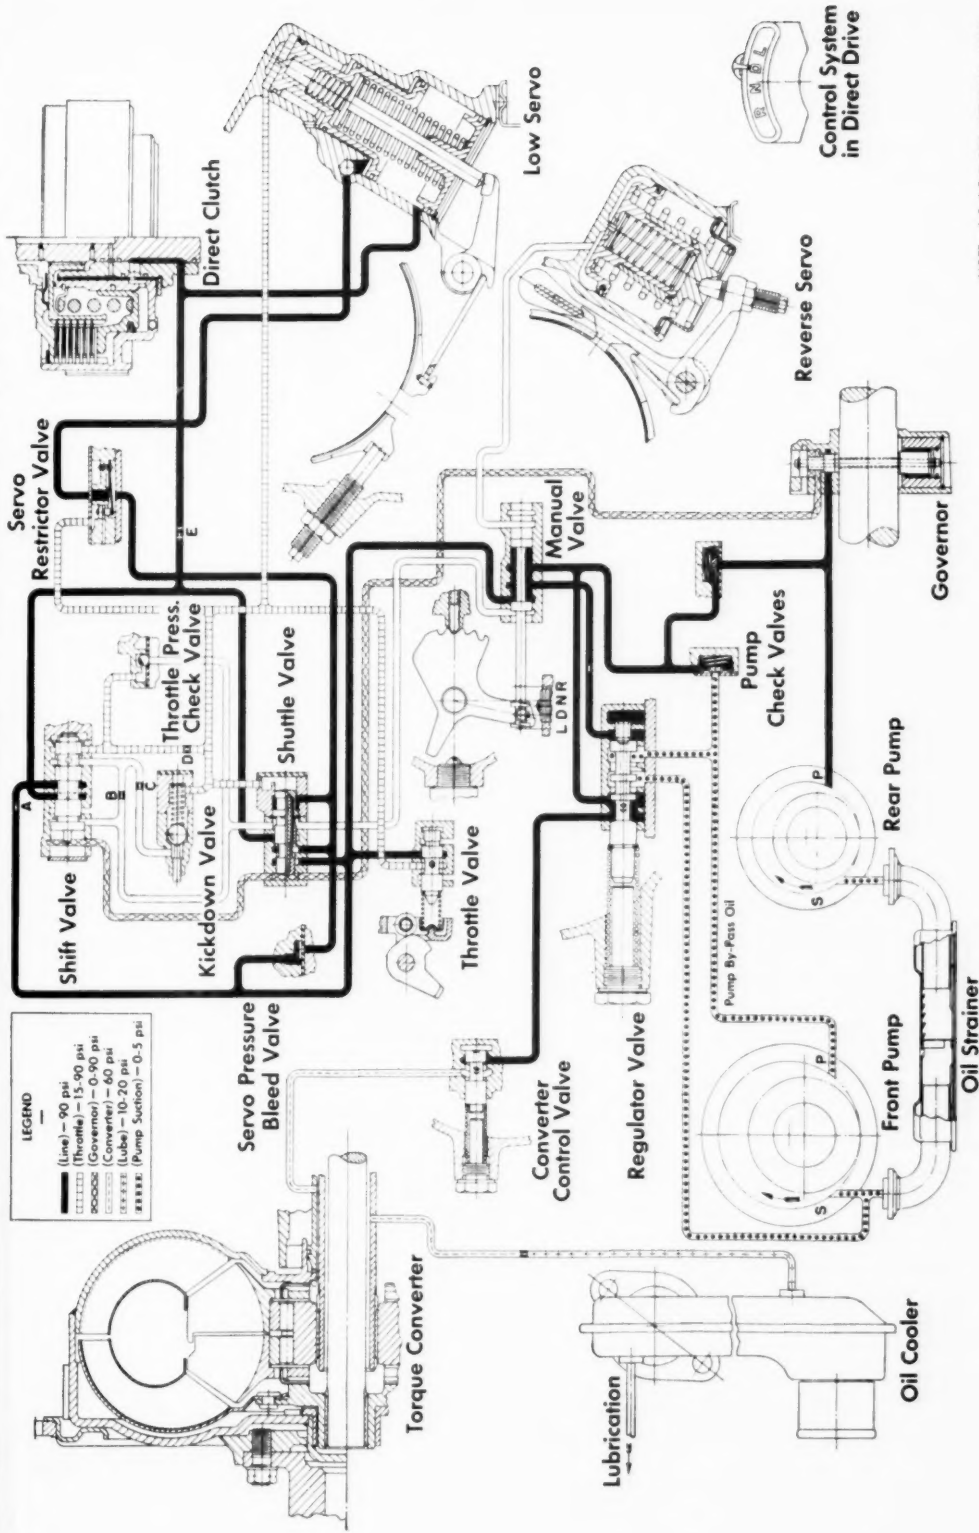 LEGEND
(Line) — 90 psi
(Throttle) — 15-90 psi
(Governor) — 0-90 psi
(Converter) — 60 psi
(Lube) — 10-20 psi
(Pump Suction) — 0-5 psi
Torque Converter
Lubrication
Oil Cooler
Servo Pressure
Bleed Valve
Converter
Control Valve
Regulator Valve
Front Pump
Oil Strainer
Rear Pump
Pump By-Pass Oil
S
P
S
P
Shift Valve
Kickdown Valve
Throttle Valve
Throttle Press.
Check Valve
Shuttle Valve
A
B
C
D
E
Servo
Restrictor Valve
Manual
Valve
L D N R
Pump
Check Valves
Governor
Direct Clutch
Low Servo
Reverse Servo
R N D L
Control System
in Direct Drive